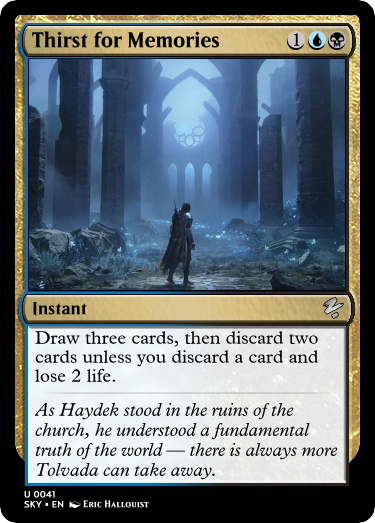 Thirst for Memories 1
Instant
Draw three cards, then discard two
cards unless you discard a card and
lose 2 life.
As Haydek stood in the ruins of the
church, he understood a fundamental
truth of the world — there is always more
Tolvada can take away.
U 0041
SKY • EN Eric Hallquist